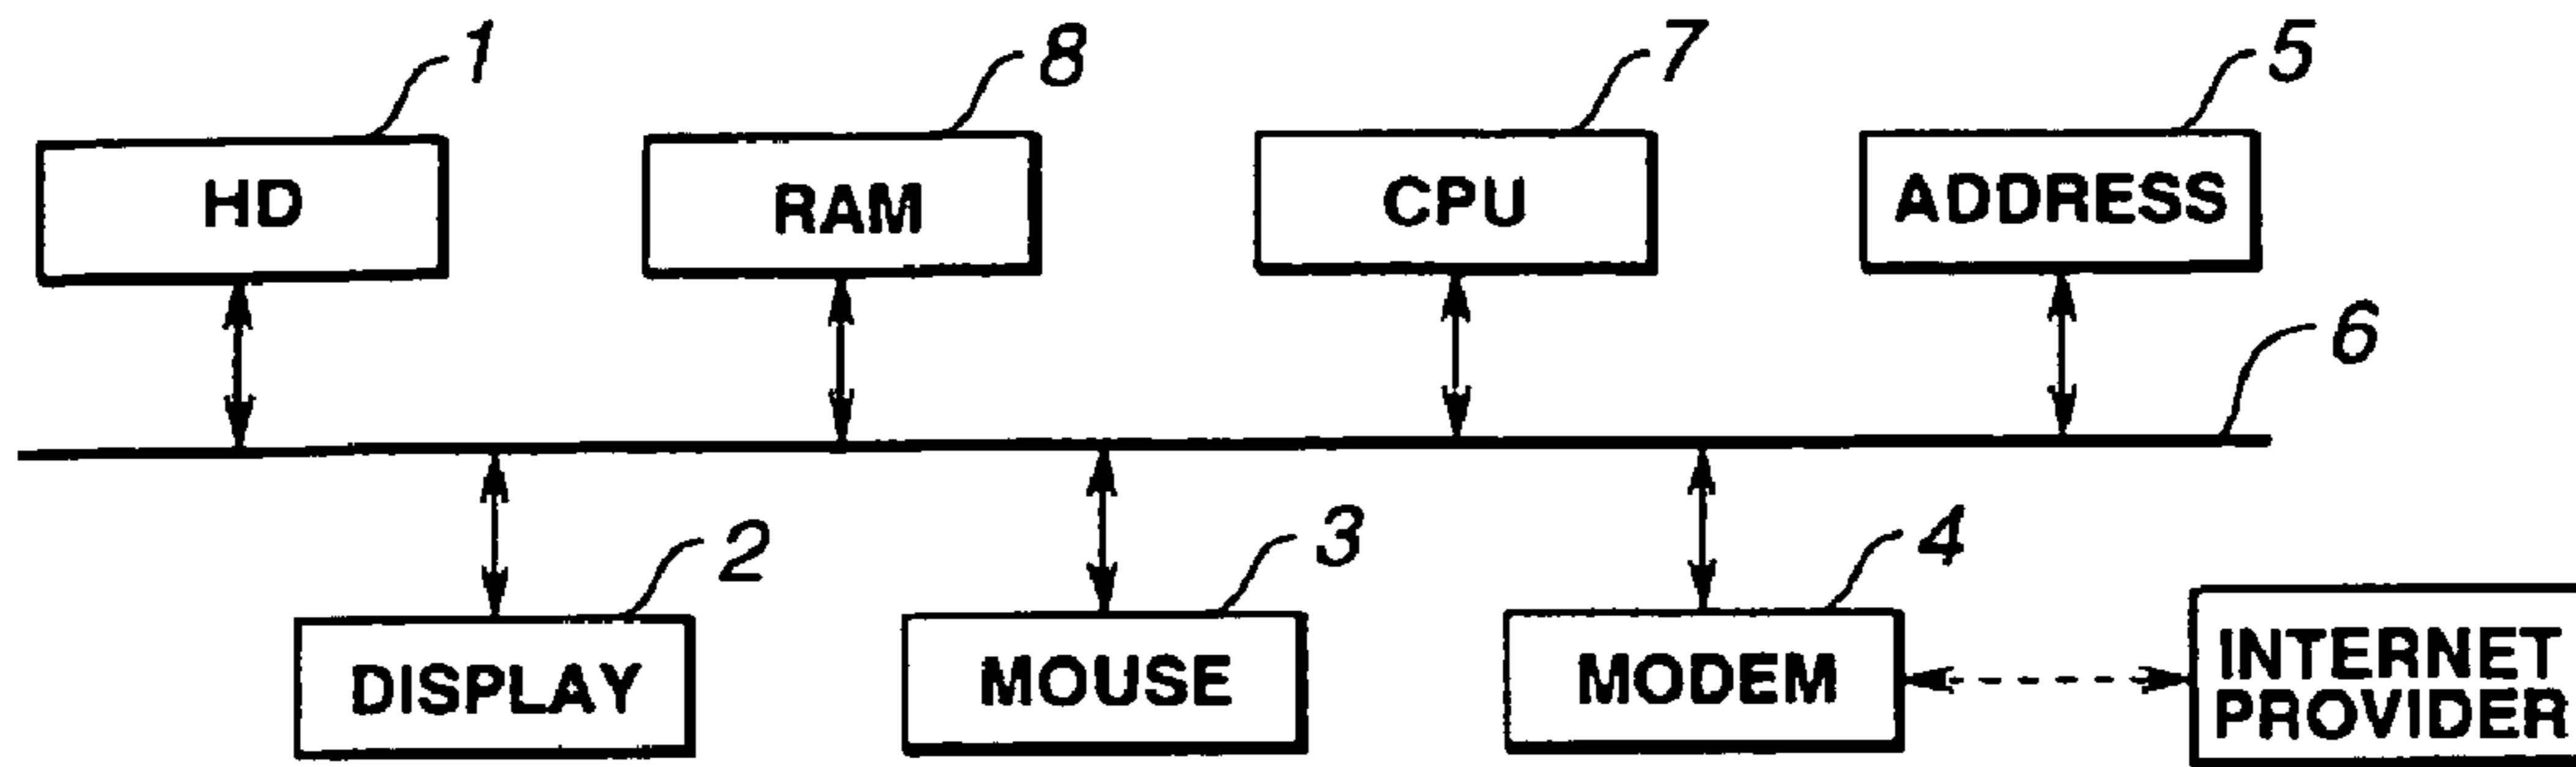 1
8
7
5
HD
RAM
CPU
ADDRESS
6
2
3
4
DISPLAY
MOUSE
MODEM
INTERNET
PROVIDER